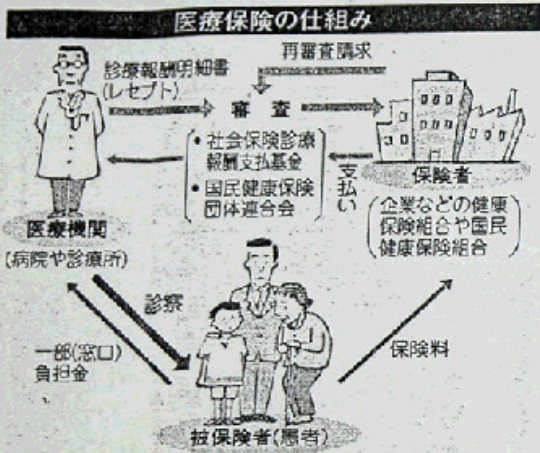 医療保険の仕組み
診療報酬明細書
(レセプト)
再審査請求
審査
・社会保険診療
報酬支払基金
・国民健康保険
団体連合会
支払い
保険者
企業などの健康
保険組合や国民
健康保険組合
医療機関
(病院や診療所)
診察
一部(窓口)
負担金
保険料
被保険者(患者)